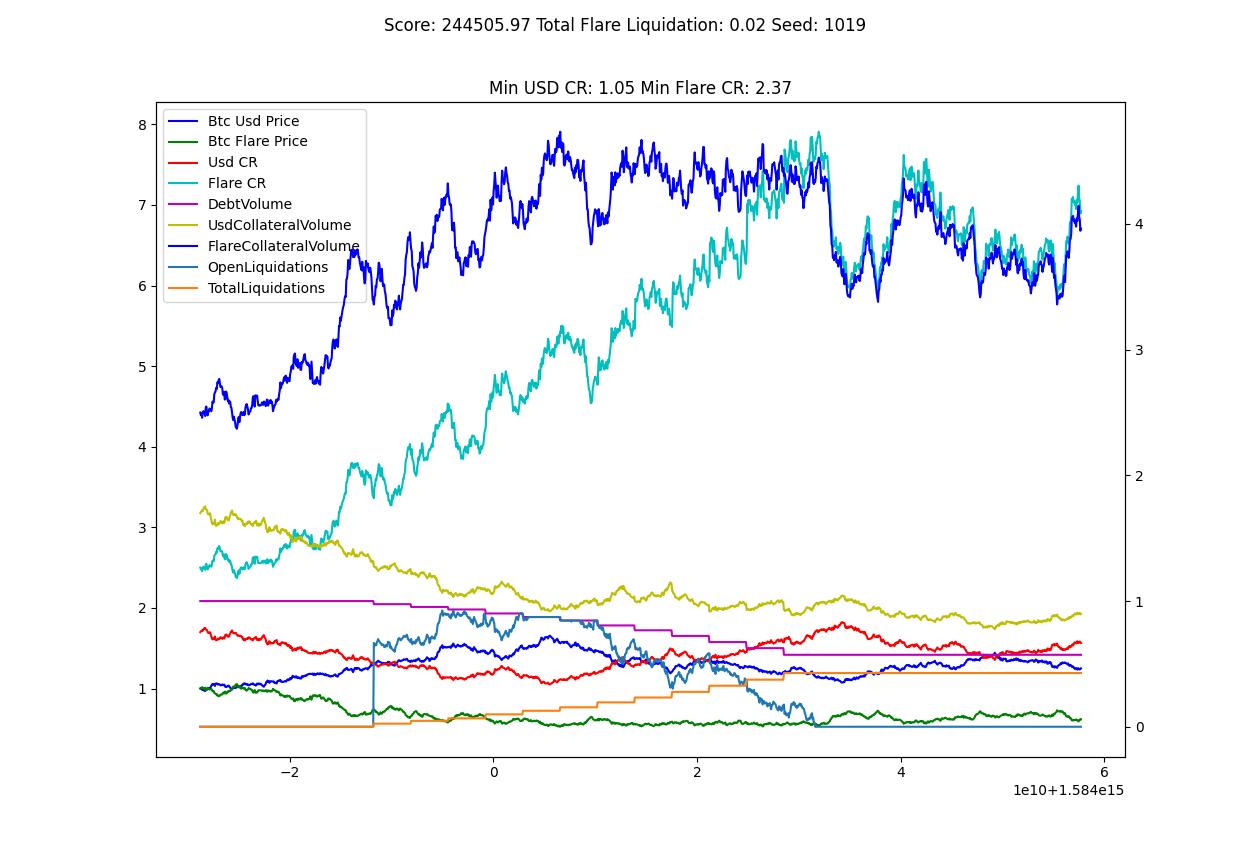 Score: 244505.97 Total Flare Liquidation: 0.02 Seed: 1019
Min USD CR: 1.05 Min Flare CR: 2.37
Btc Usd Price
Btc Flare Price
Usd CR
Flare CR
DebtVolume
UsdCollateralVolume
FlareCollateralVolume
OpenLiquidations
TotalLiquidations
8
7
6
5
4
3
2
1
4
3
2
1
0
−2
0
2
4
6
1e10+1.584e15